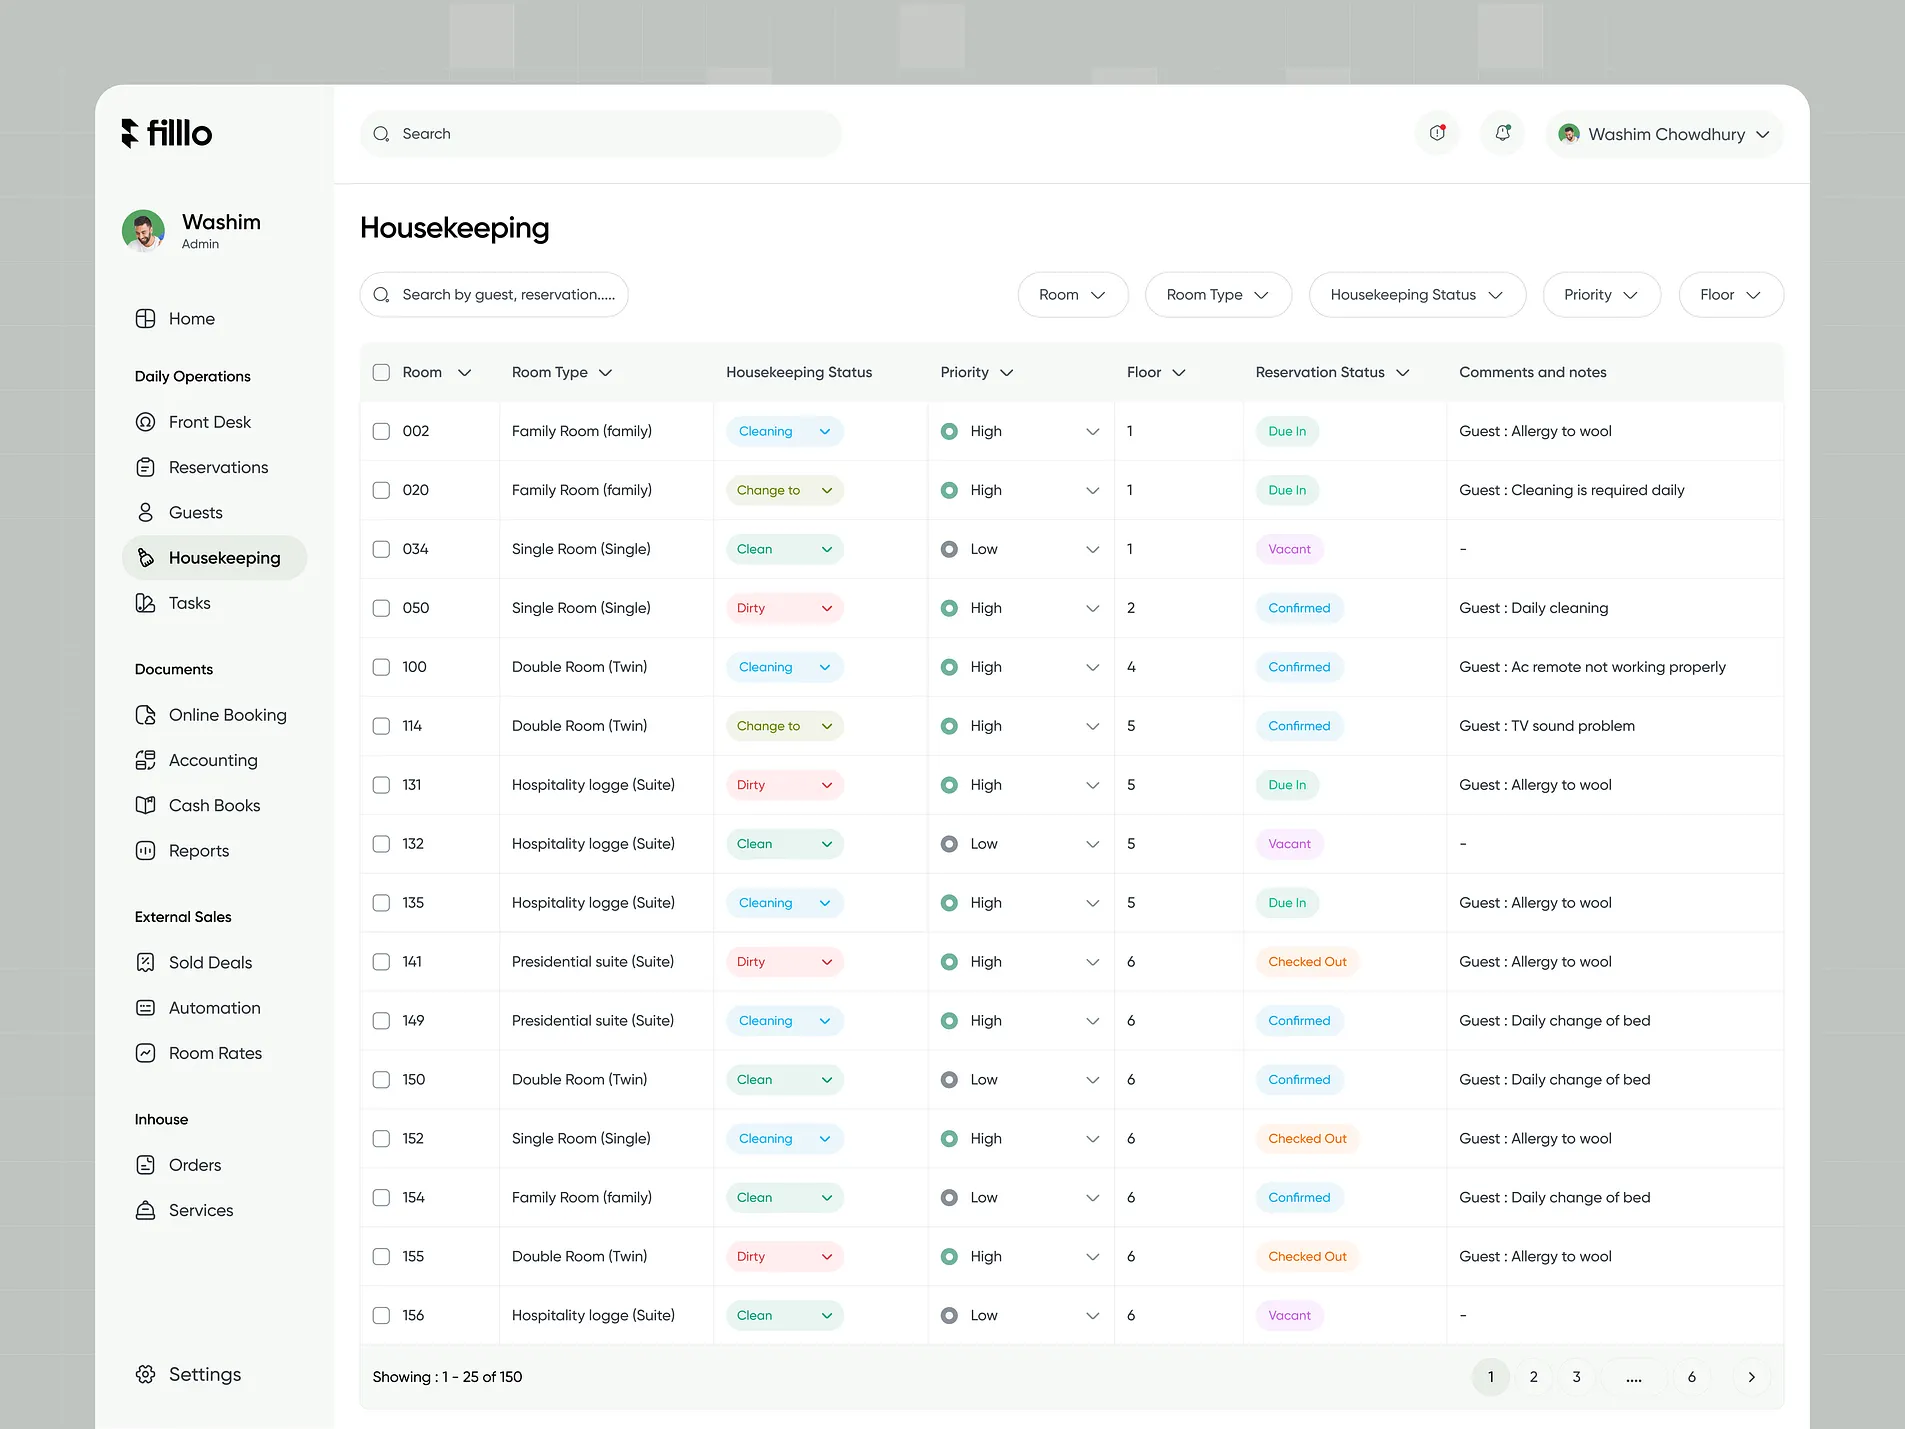 filllo
Search
Washim Chowdhury
Washim
Admin
Home
Daily Operations
Front Desk
Reservations
Guests
Housekeeping
Tasks
Documents
Online Booking
Accounting
Cash Books
Reports
External Sales
Sold Deals
Automation
Room Rates
Inhouse
Orders
Services
Settings
Housekeeping
Search by guest, reservation.....
Room
Room Type
Housekeeping Status
Priority
Floor
Room Room Type Housekeeping Status Priority Floor Reservation Status Comments and notes
002 Family Room (family) Cleaning High 1 Due In Guest : Allergy to wool
020 Family Room (family) Change to High 1 Due In Guest : Cleaning is required daily
034 Single Room (Single) Clean Low 1 Vacant -
050 Single Room (Single) Dirty High 2 Confirmed Guest : Daily cleaning
100 Double Room (Twin) Cleaning High 4 Confirmed Guest : Ac remote not working properly
114 Double Room (Twin) Change to High 5 Confirmed Guest : TV sound problem
131 Hospitality logge (Suite) Dirty High 5 Due In Guest : Allergy to wool
132 Hospitality logge (Suite) Clean Low 5 Vacant -
135 Hospitality logge (Suite) Cleaning High 5 Due In Guest : Allergy to wool
141 Presidential suite (Suite) Dirty High 6 Checked Out Guest : Allergy to wool
149 Presidential suite (Suite) Cleaning High 6 Confirmed Guest : Daily change of bed
150 Double Room (Twin) Clean Low 6 Confirmed Guest : Daily change of bed
152 Single Room (Single) Cleaning High 6 Checked Out Guest : Allergy to wool
154 Family Room (family) Clean Low 6 Confirmed Guest : Daily change of bed
155 Double Room (Twin) Dirty High 6 Checked Out Guest : Allergy to wool
156 Hospitality logge (Suite) Clean Low 6 Vacant -
Showing : 1 - 25 of 150
1 2 3 .... 6 >